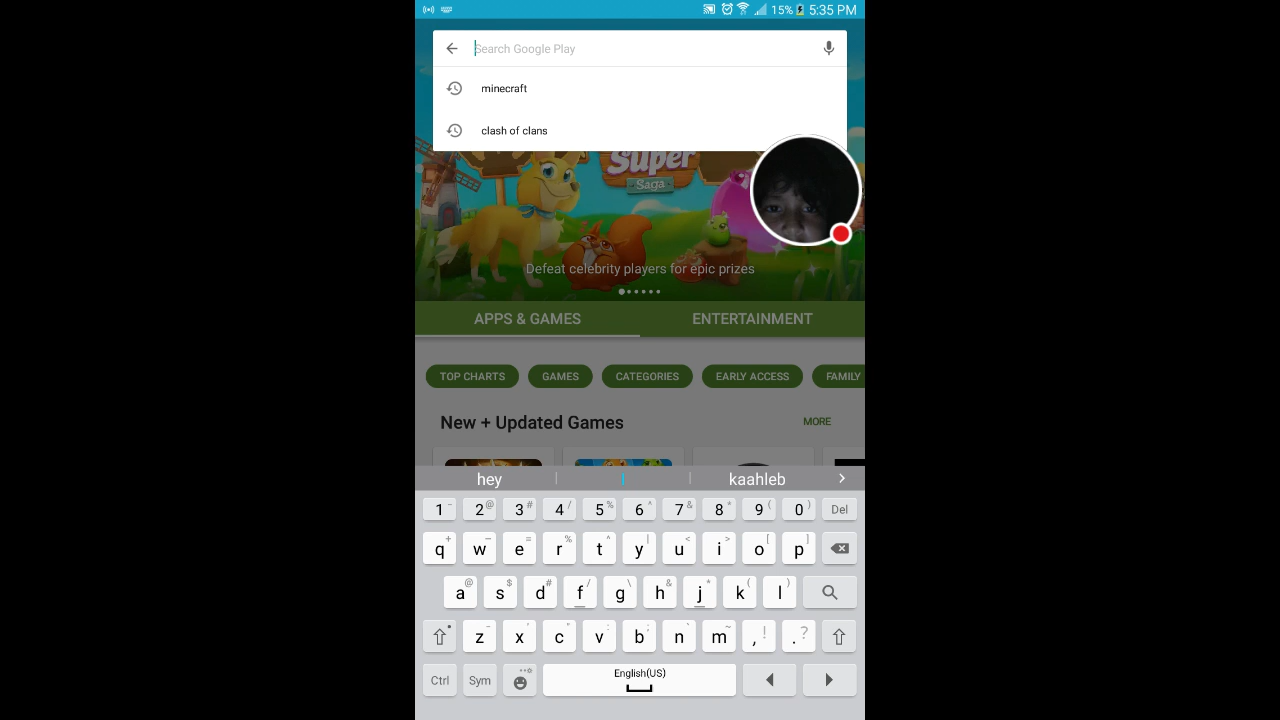 15% 5:35 PM
Search Google Play
minecraft
clash of clans
Super
Saga
Defeat celebrity players for epic prizes
APPS & GAMES ENTERTAINMENT
TOP CHARTS GAMES CATEGORIES EARLY ACCESS FAMILY
New + Updated Games MORE
hey I kaahleb
1 - 2 @ 3 # 4 / 5 % 6 ^ 7 & 8 * 9 ( 0 ) Del
q + w e = r % t ^ y | u < i > o [ p ]
a @ s $ d # f / g \ h & j * k ( l )
z x c v : b ; n m ~ , ! . ?
Ctrl Sym English(US)